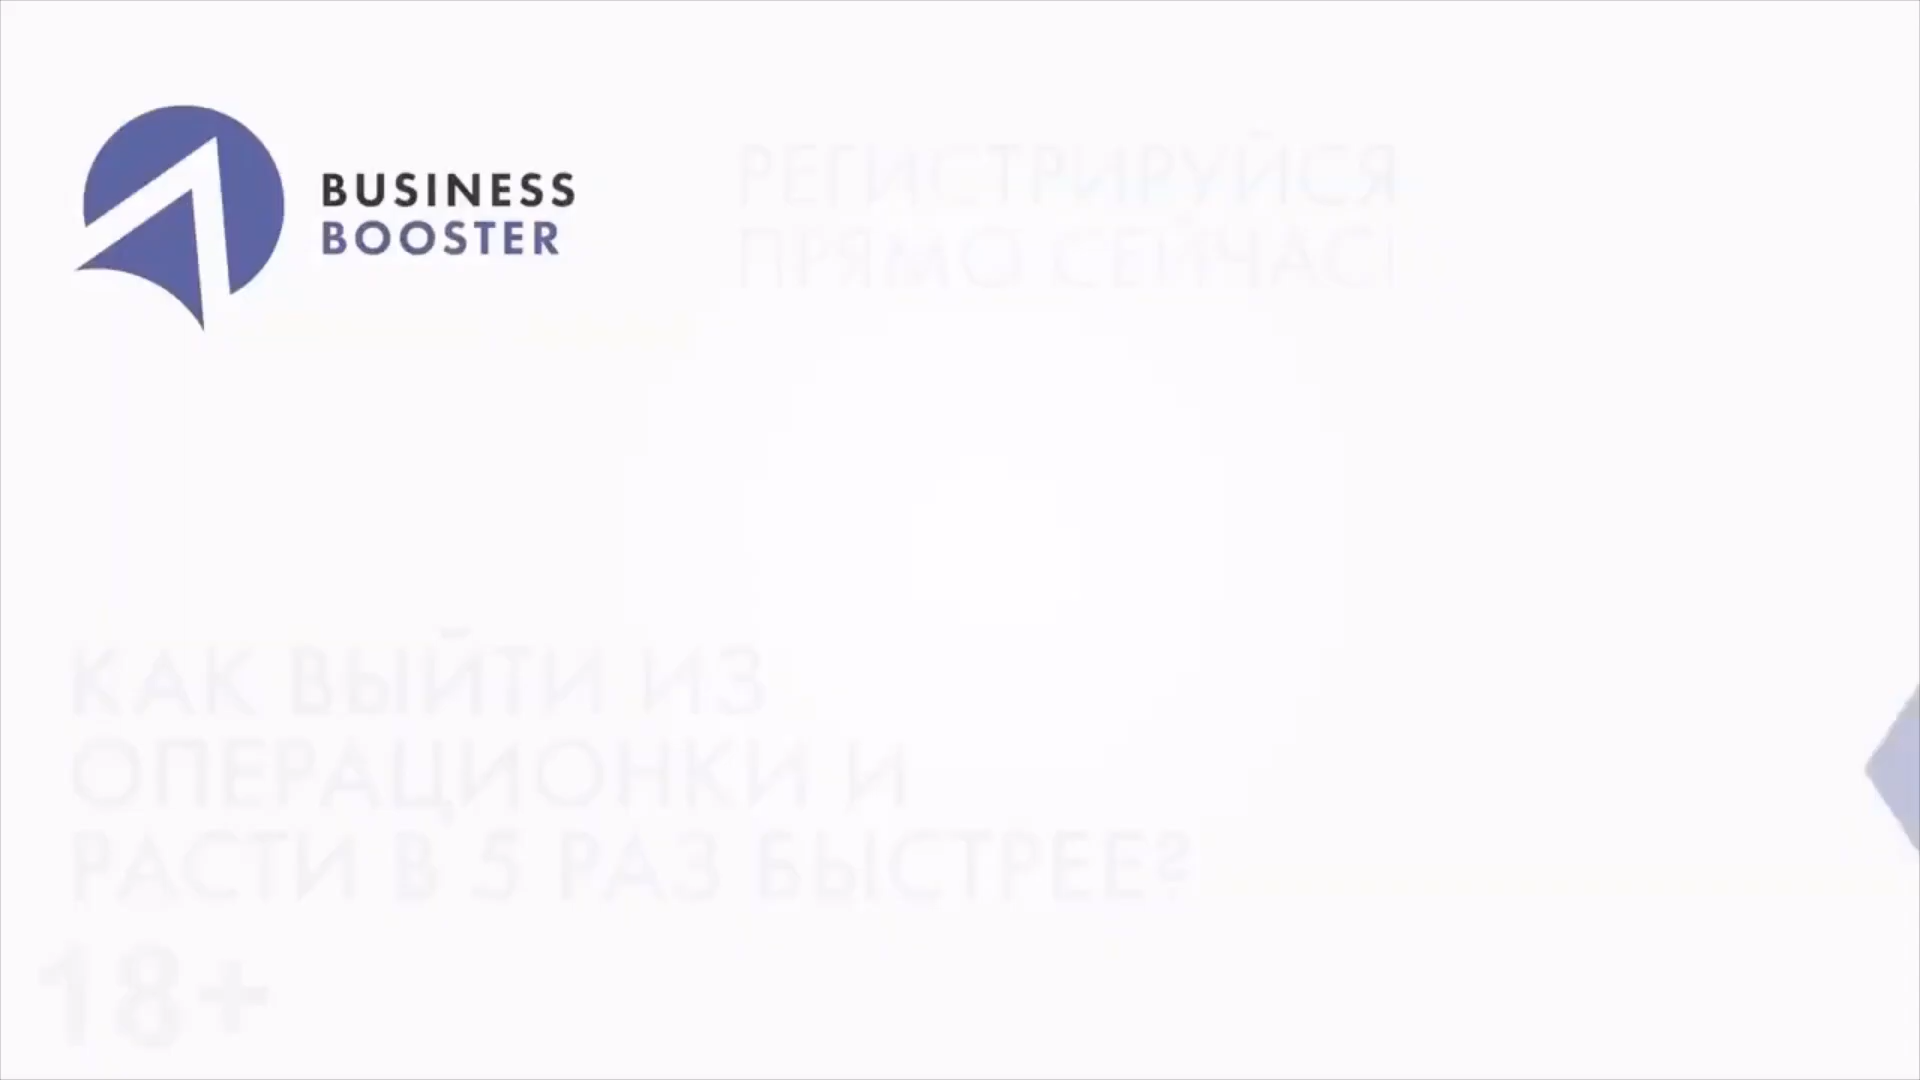 BUSINESS
BOOSTER
РЕГИСТРИРУЙСЯ
ПРЯМО СЕЙЧАС!
КАК ВЫЙТИ ИЗ
ОПЕРАЦИОНКИ И
РАСТИ В 5 РАЗ БЫСТРЕЕ?
18+